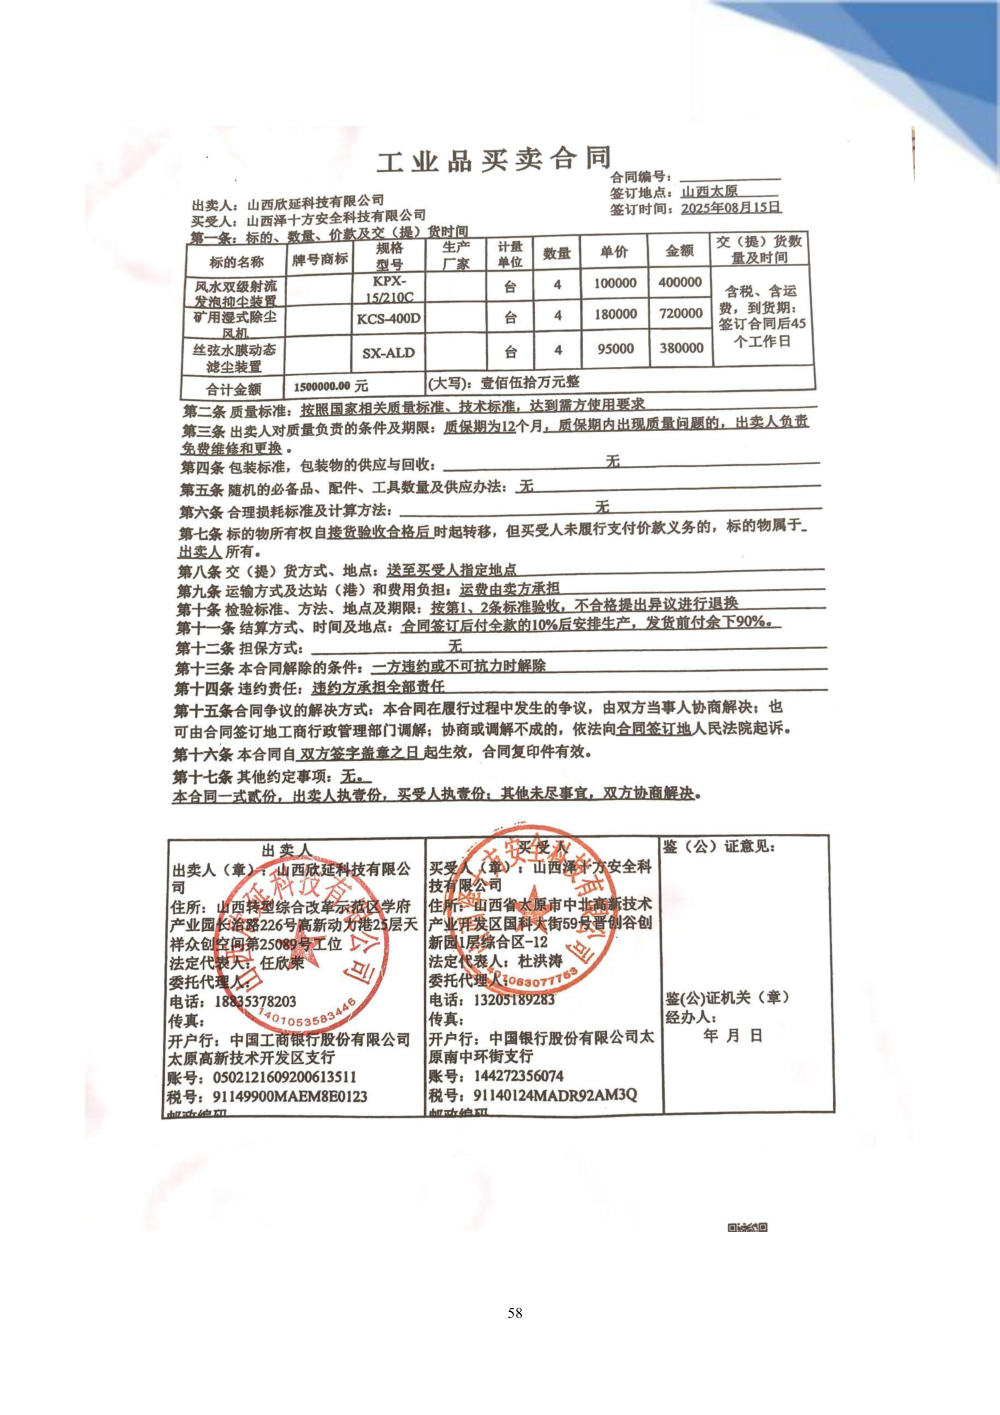 工业品买卖合同
合同编号：
出卖人：山西欣延科技有限公司
签订地点：山西太原
买受人：山西泽十方安全科技有限公司
签订时间：2025年08月15日
第一条：标的、数量、价款及交（提）货时间
标的名称 牌号商标 规格型号 生产厂家 计量单位 数量 单价 金额 交（提）货数量及时间
风水双级射流发泡抑尘装置 KPX-15/210C 台 4 100000 400000 含税、含运费，到货期：签订合同后45个工作日
矿用湿式除尘风机 KCS-400D 台 4 180000 720000
丝弦水膜动态滤尘装置 SX-ALD 台 4 95000 380000
合计金额 1500000.00 元 (大写)：壹佰伍拾万元整
第二条 质量标准：按照国家相关质量标准、技术标准，达到需方使用要求
第三条 出卖人对质量负责的条件及期限：质保期为12个月，质保期内出现质量问题的，出卖人负责
免费维修和更换。
第四条 包装标准，包装物的供应与回收： 无
第五条 随机的必备品、配件、工具数量及供应办法：无
第六条 合理损耗标准及计算方法： 无
第七条 标的物所有权自接货验收合格后时起转移，但买受人未履行支付价款义务的，标的物属于
出卖人所有。
第八条 交（提）货方式、地点：送至买受人指定地点
第九条 运输方式及达站（港）和费用负担：运费由卖方承担
第十条 检验标准、方法、地点及期限：按第1、2条标准验收，不合格提出异议进行退换
第十一条 结算方式、时间及地点：合同签订后付全款的10%后安排生产，发货前付余下90%。
第十二条 担保方式： 无
第十三条 本合同解除的条件：一方违约或不可抗力时解除
第十四条 违约责任：违约方承担全部责任
第十五条合同争议的解决方式：本合同在履行过程中发生的争议，由双方当事人协商解决；也
可由合同签订地工商行政管理部门调解；协商或调解不成的，依法向合同签订地人民法院起诉。
第十六条 本合同自双方签字盖章之日起生效，合同复印件有效。
第十七条 其他约定事项：无。
本合同一式贰份，出卖人执壹份，买受人执壹份；其他未尽事宜，双方协商解决。
出卖人
出卖人（章）：山西欣延科技有限公
司
住所：山西转型综合改革示范区学府
产业园长治路226号高新动力港25层天
祥众创空间第25089号工位
法定代表人：任欣荣
委托代理人：
电话：18835378203
传真：
开户行：中国工商银行股份有限公司
太原高新技术开发区支行
账号：0502121609200613511
税号：91149900MAEM8E0123
邮政编码
1401053583446
买受人
买受人（章）：山西泽十方安全科
技有限公司
住所：山西省太原市中北高新技术
产业开发区国科大街59号晋创谷创
新园1层综合区-12
法定代表人：杜洪涛
委托代理人：
电话：13205189283
传真：
开户行：中国银行股份有限公司太
原南中环街支行
账号：144272356074
税号：91140124MADR92AM3Q
邮政编码
鉴（公）证意见：
鉴(公)证机关（章）
经办人：
年 月 日
58